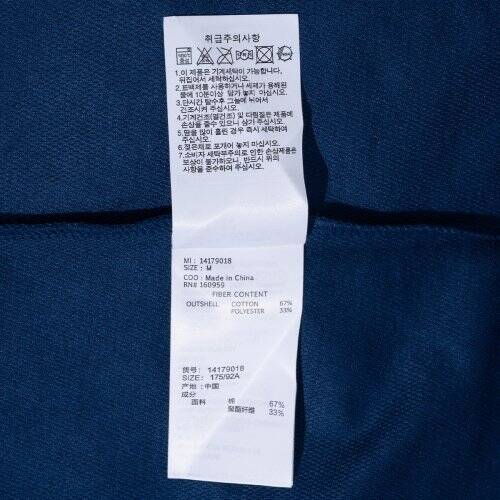 취급주의사항
1.이 제품은 기계세탁이 가능합니다.
뒤집어서 세탁하십시오.
2.표백제를 사용하거나 세제가 용해된
물에 10분이상 담가 놓지 마십시오.
3.단시간 탈수후 그늘에 뉘어서
건조시켜 주십시오.
4.기계건조(열건조) 및 다림질은 제품에
손상을 줄수 있으니 삼가 주십시오.
5.땀을 많이 흘린 경우 즉시 세탁하여
주십시오.
6.젖은채로 포개어 놓지 마십시오.
7.소비자 세탁부주의로 인한 손상제품은
보상이 불가하오니, 반드시 위의
사항을 준수하여 주십시오.
MI: 14179018
SIZE: M
COO: Made in China
RN# 160959
FIBER CONTENT
OUTSHELL COTTON 67%
POLYESTER 33%
货号: 14179018
SIZE: 175/92A
产地:中国
成分
面料 棉 67%
聚酯纤维 33%